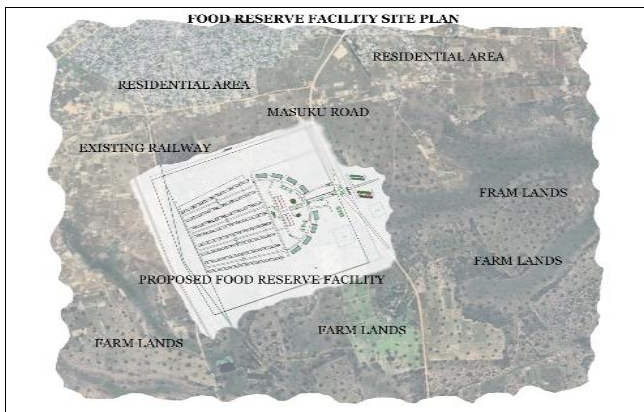 FOOD RESERVE FACILITY SITE PLAN
RESIDENTIAL AREA
RESIDENTIAL AREA
MASUKU ROAD
EXISTING RAILWAY
FRAM LANDS
FARM LANDS
PROPOSED FOOD RESERVE FACILITY
FARM LANDS
FARM LANDS